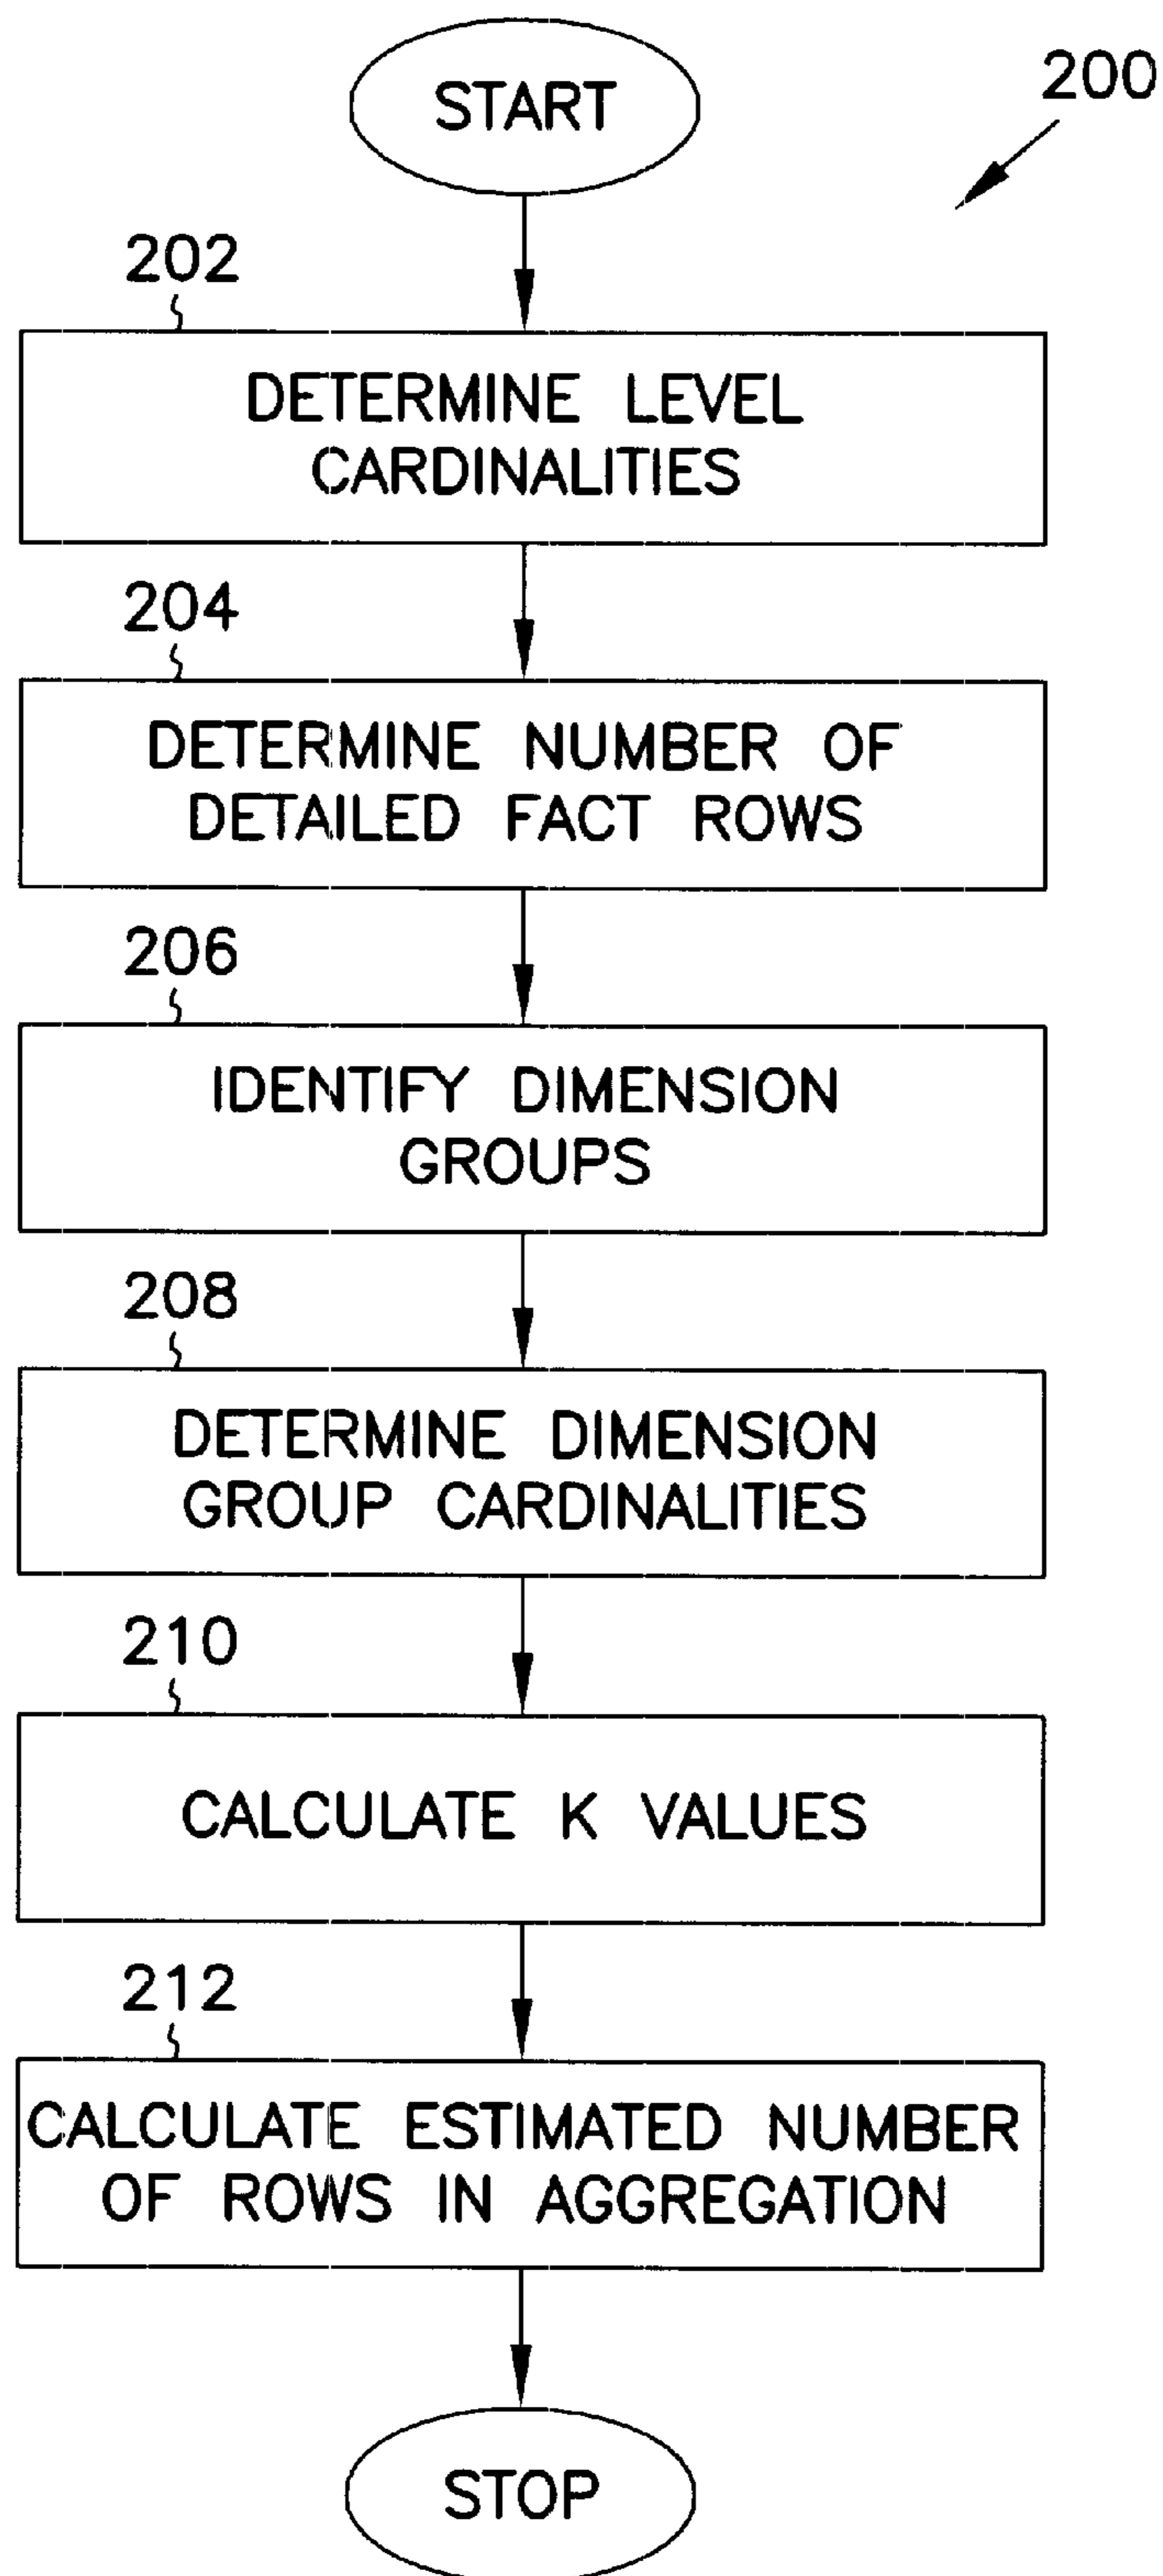 START
200
202
DETERMINE LEVEL
CARDINALITIES
204
DETERMINE NUMBER OF
DETAILED FACT ROWS
206
IDENTIFY DIMENSION
GROUPS
208
DETERMINE DIMENSION
GROUP CARDINALITIES
210
CALCULATE K VALUES
212
CALCULATE ESTIMATED NUMBER
OF ROWS IN AGGREGATION
STOP